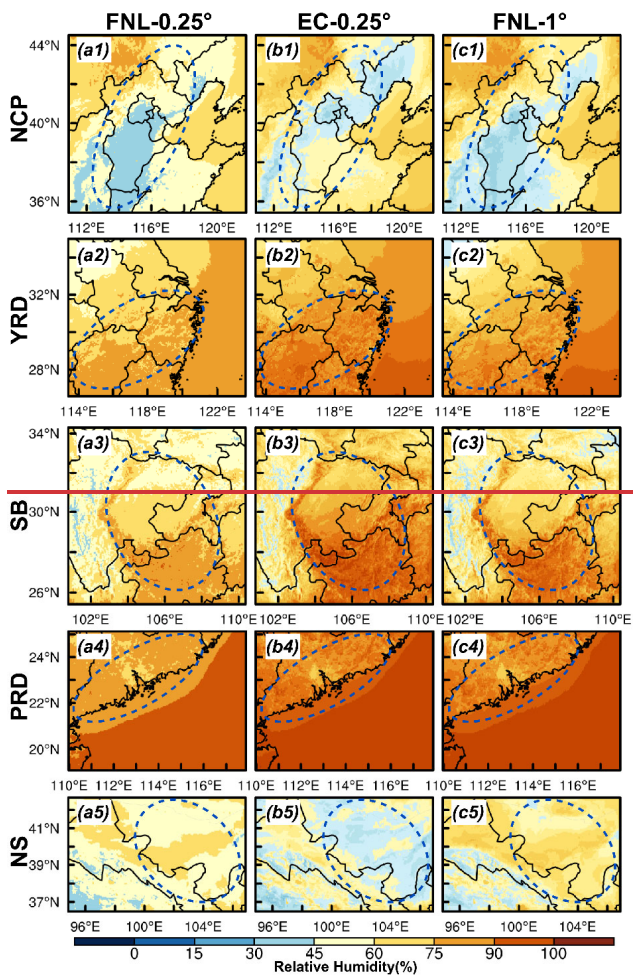 FNL-0.25° EC-0.25° FNL-1°
NCP
44°N (a1) (b1) (c1)
40°N
36°N
112°E 116°E 120°E 112°E 116°E 120°E 112°E 116°E 120°E
YRD
(a2) (b2) (c2)
32°N
28°N
114°E 118°E 122°E 114°E 118°E 122°E 114°E 118°E 122°E
SB
34°N (a3) (b3) (c3)
30°N
26°N
102°E 106°E 110°E 102°E 106°E 110°E 102°E 106°E 110°E
PRD
24°N (a4) (b4) (c4)
22°N
20°N
110°E 112°E 114°E 116°E 110°E 112°E 114°E 116°E 110°E 112°E 114°E 116°E
NS
(a5) (b5) (c5)
41°N
39°N
37°N
96°E 100°E 104°E 96°E 100°E 104°E 96°E 100°E 104°E
0 15 30 45 60 75 90 100
Relative Humidity(%)